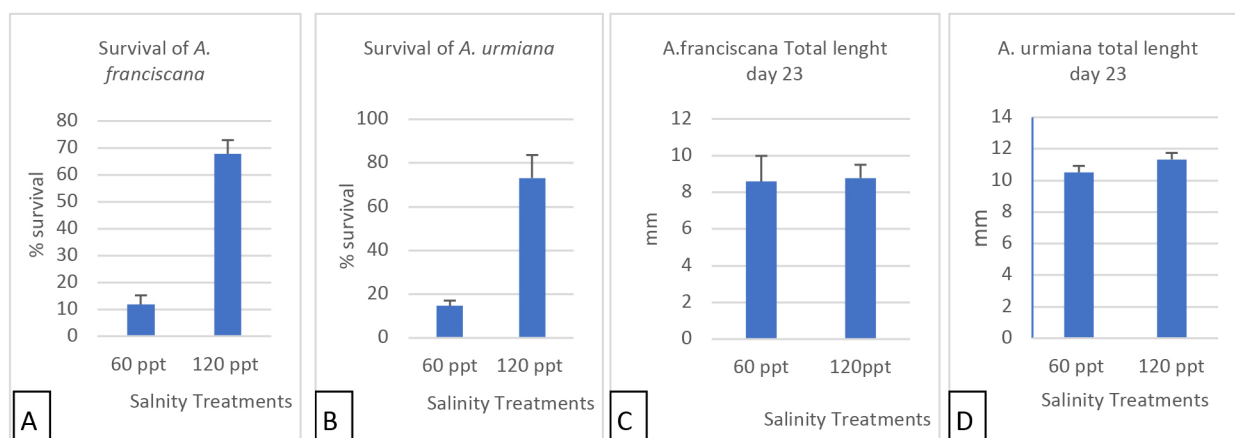 Survival of A.
franciscana
% survival
80
70
60
50
40
30
20
10
0
60 ppt 120 ppt
Salnity Treatments
A
Survival of A. urmiana
% survival
100
80
60
40
20
0
60 ppt 120 ppt
Salinity Treatments
B
A.franciscana Total lenght
day 23
mm
12
10
8
6
4
2
0
60 ppt 120ppt
Salinity Treatments
C
A. urmiana total lenght
day 23
mm
14
12
10
8
6
4
2
0
60 ppt 120 ppt
Salinity Treatments
D